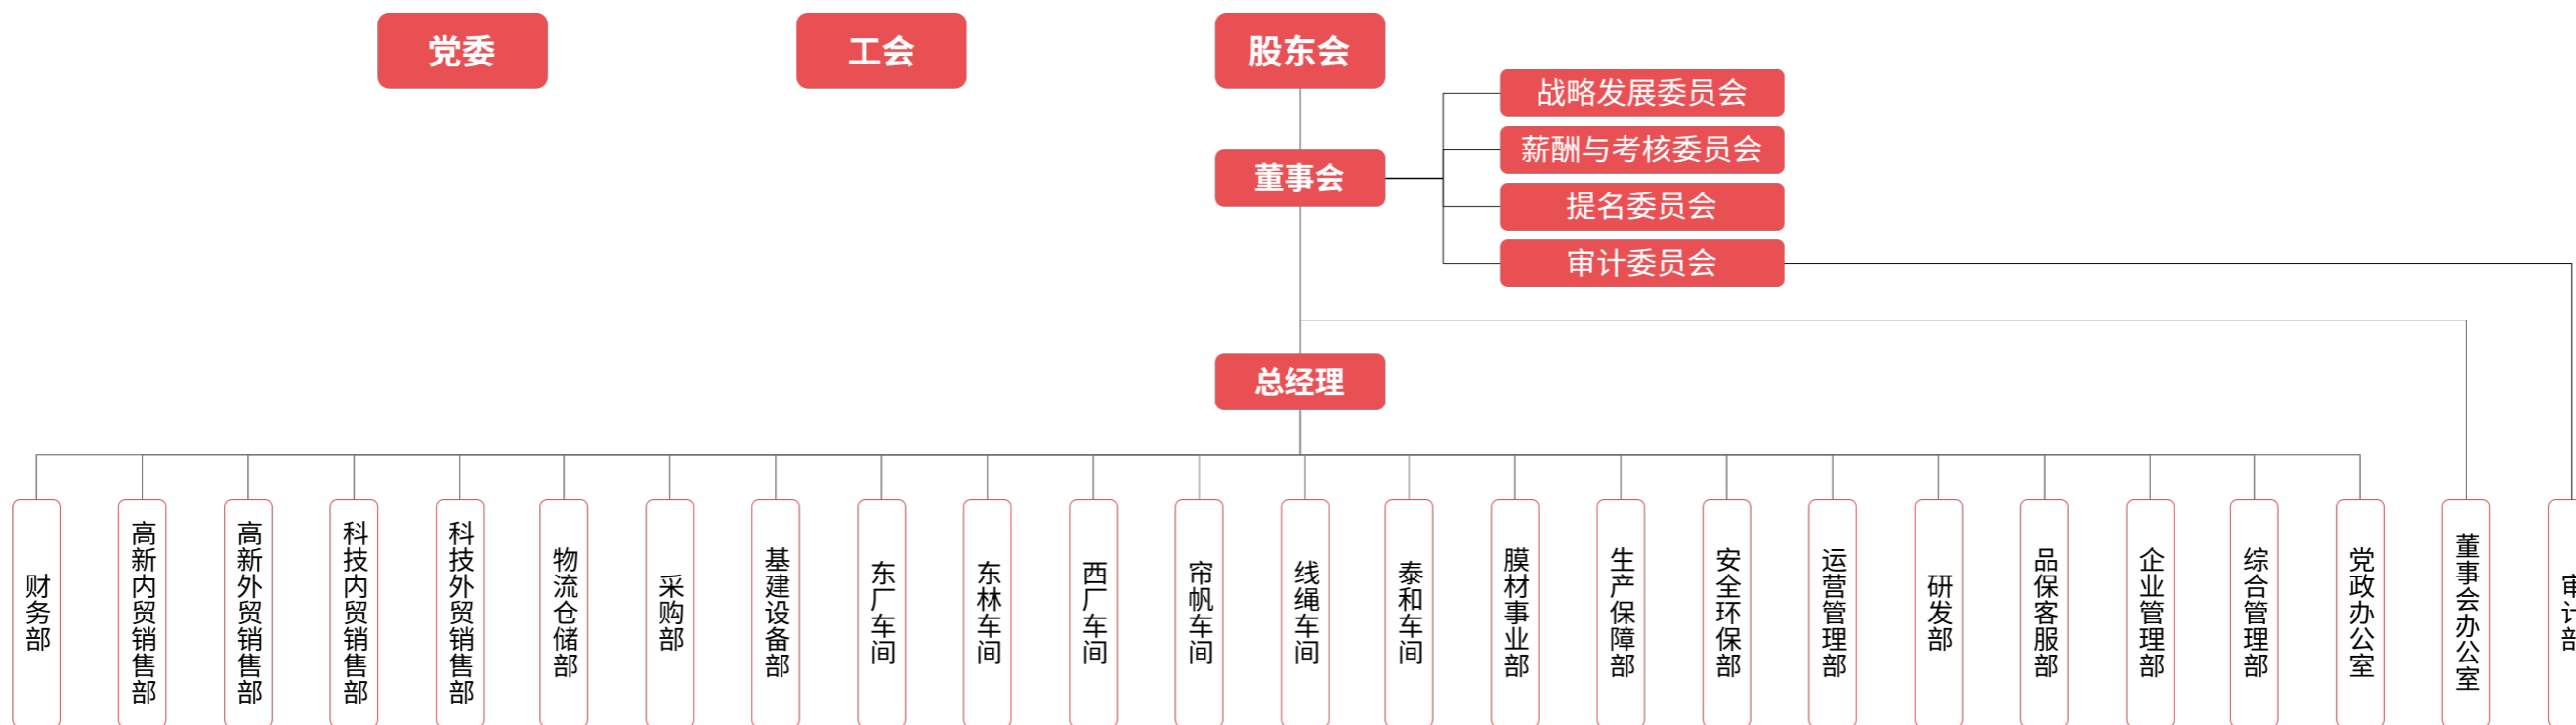 党委
工会
股东会
战略发展委员会
薪酬与考核委员会
董事会
提名委员会
审计委员会
总经理
财务部
高新内贸销售部
高新外贸销售部
科技内贸销售部
科技外贸销售部
物流仓储部
采购部
基建设备部
东厂车间
东林车间
西厂车间
帘帆车间
线绳车间
泰和车间
膜材事业部
生产保障部
安全环保部
运营管理部
研发部
品保客服部
企业管理部
综合管理部
党政办公室
董事会办公室
审计部